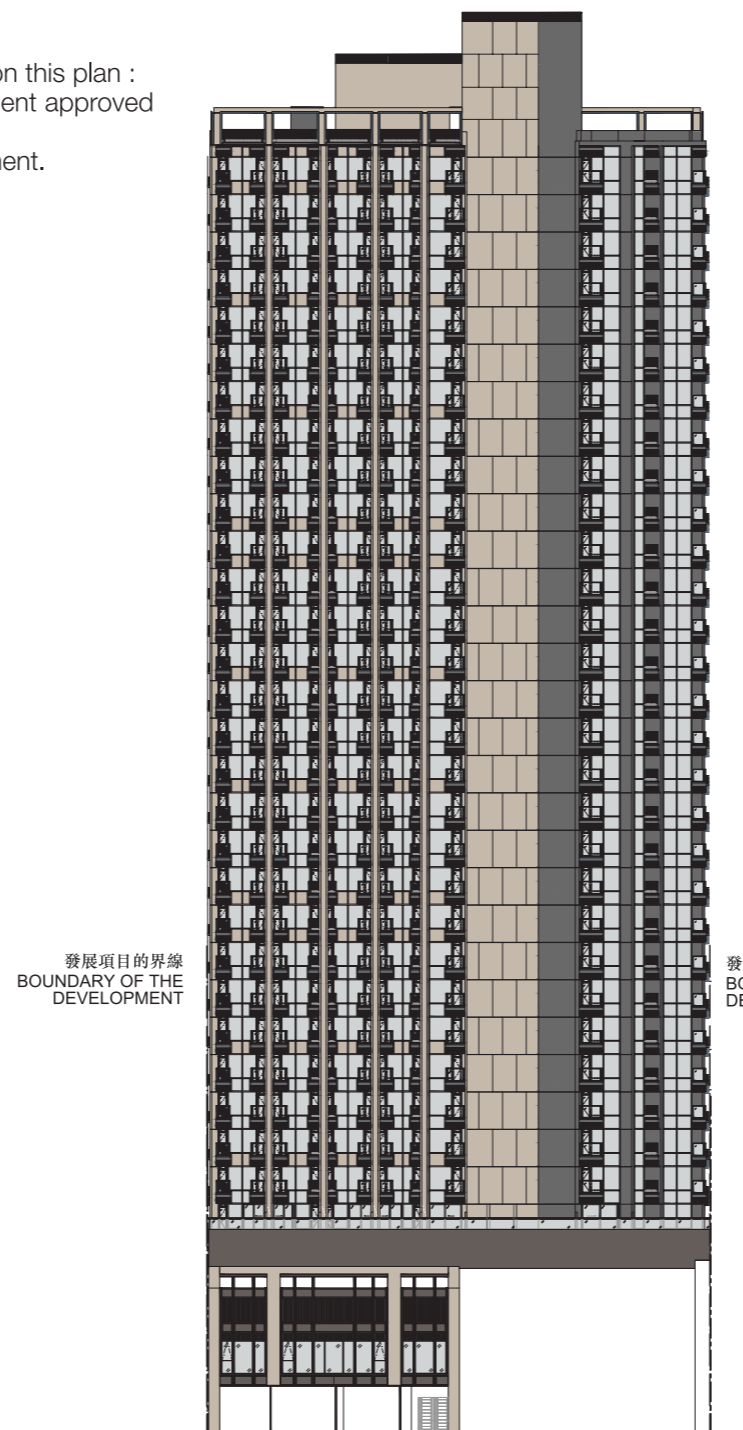 on this plan :
ent approved
ent.
發展項目的界線
BOUNDARY OF THE
DEVELOPMENT
發
BO
DE